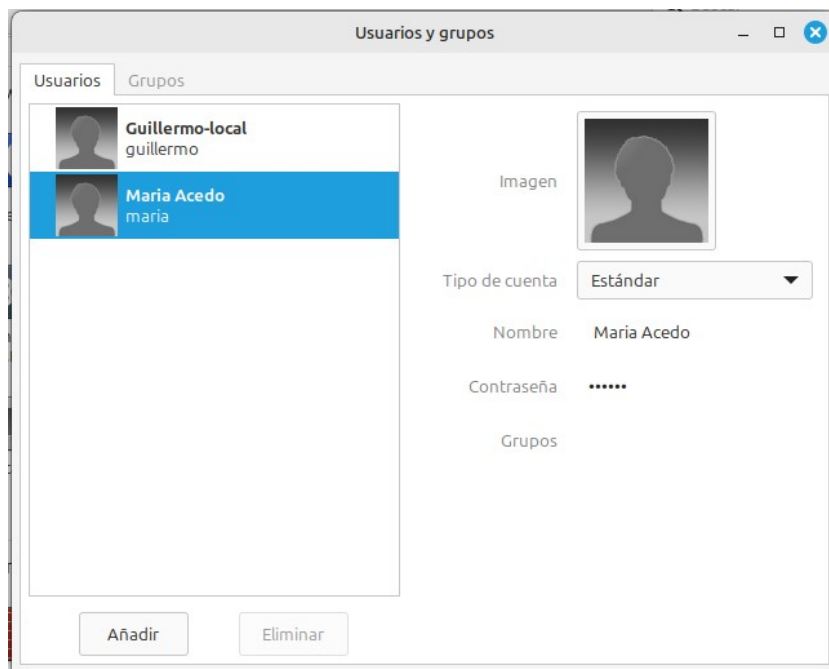 Usuarios y grupos
Usuarios
Grupos
Guillermo-local
guillermo
Maria Acedo
maria
Imagen
Tipo de cuenta Estándar
Nombre Maria Acedo
Contraseña ••••••
Grupos
Añadir
Eliminar